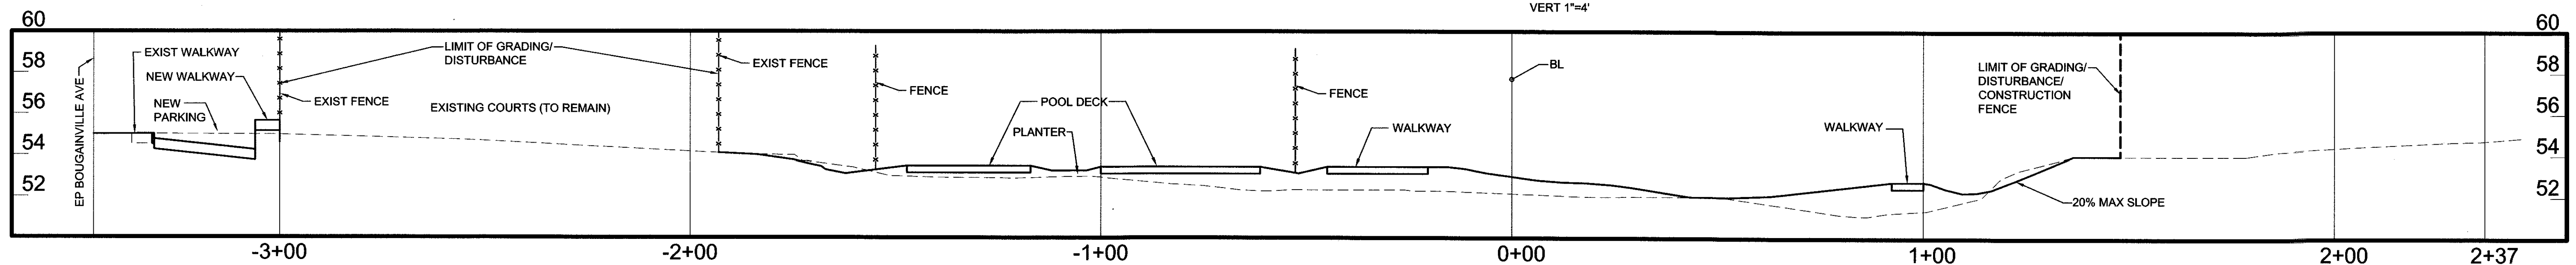 VERT 1"=4'
60
58
56
54
52
EP BOUGAINVILLE AVE
EXIST WALKWAY
NEW WALKWAY
NEW
PARKING
EXIST FENCE
LIMIT OF GRADING/
DISTURBANCE
EXISTING COURTS (TO REMAIN)
EXIST FENCE
FENCE
POOL DECK
PLANTER
FENCE
WALKWAY
BL
WALKWAY
LIMIT OF GRADING/
DISTURBANCE/
CONSTRUCTION
FENCE
20% MAX SLOPE
60
58
56
54
52
-3+00
-2+00
-1+00
0+00
1+00
2+00
2+37